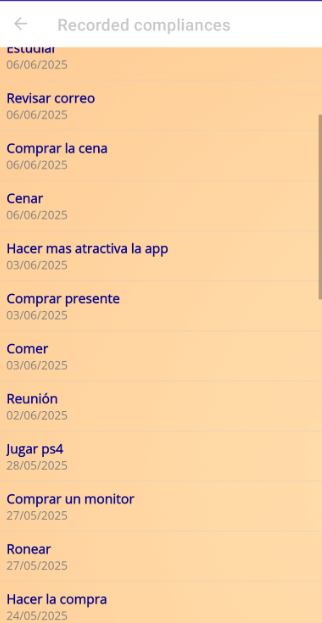 Recorded compliances
Estudiar
06/06/2025
Revisar correo
06/06/2025
Comprar la cena
06/06/2025
Cenar
06/06/2025
Hacer mas atractiva la app
03/06/2025
Comprar presente
03/06/2025
Comer
03/06/2025
Reunión
02/06/2025
Jugar ps4
28/05/2025
Comprar un monitor
27/05/2025
Ronear
27/05/2025
Hacer la compra
24/05/2025